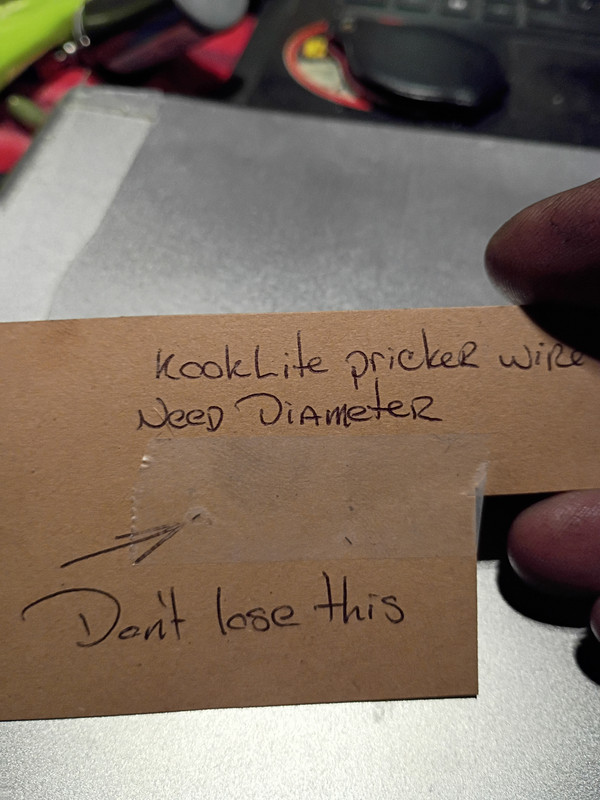 KookLite pricker wire
Need Diameter
Don't lose this